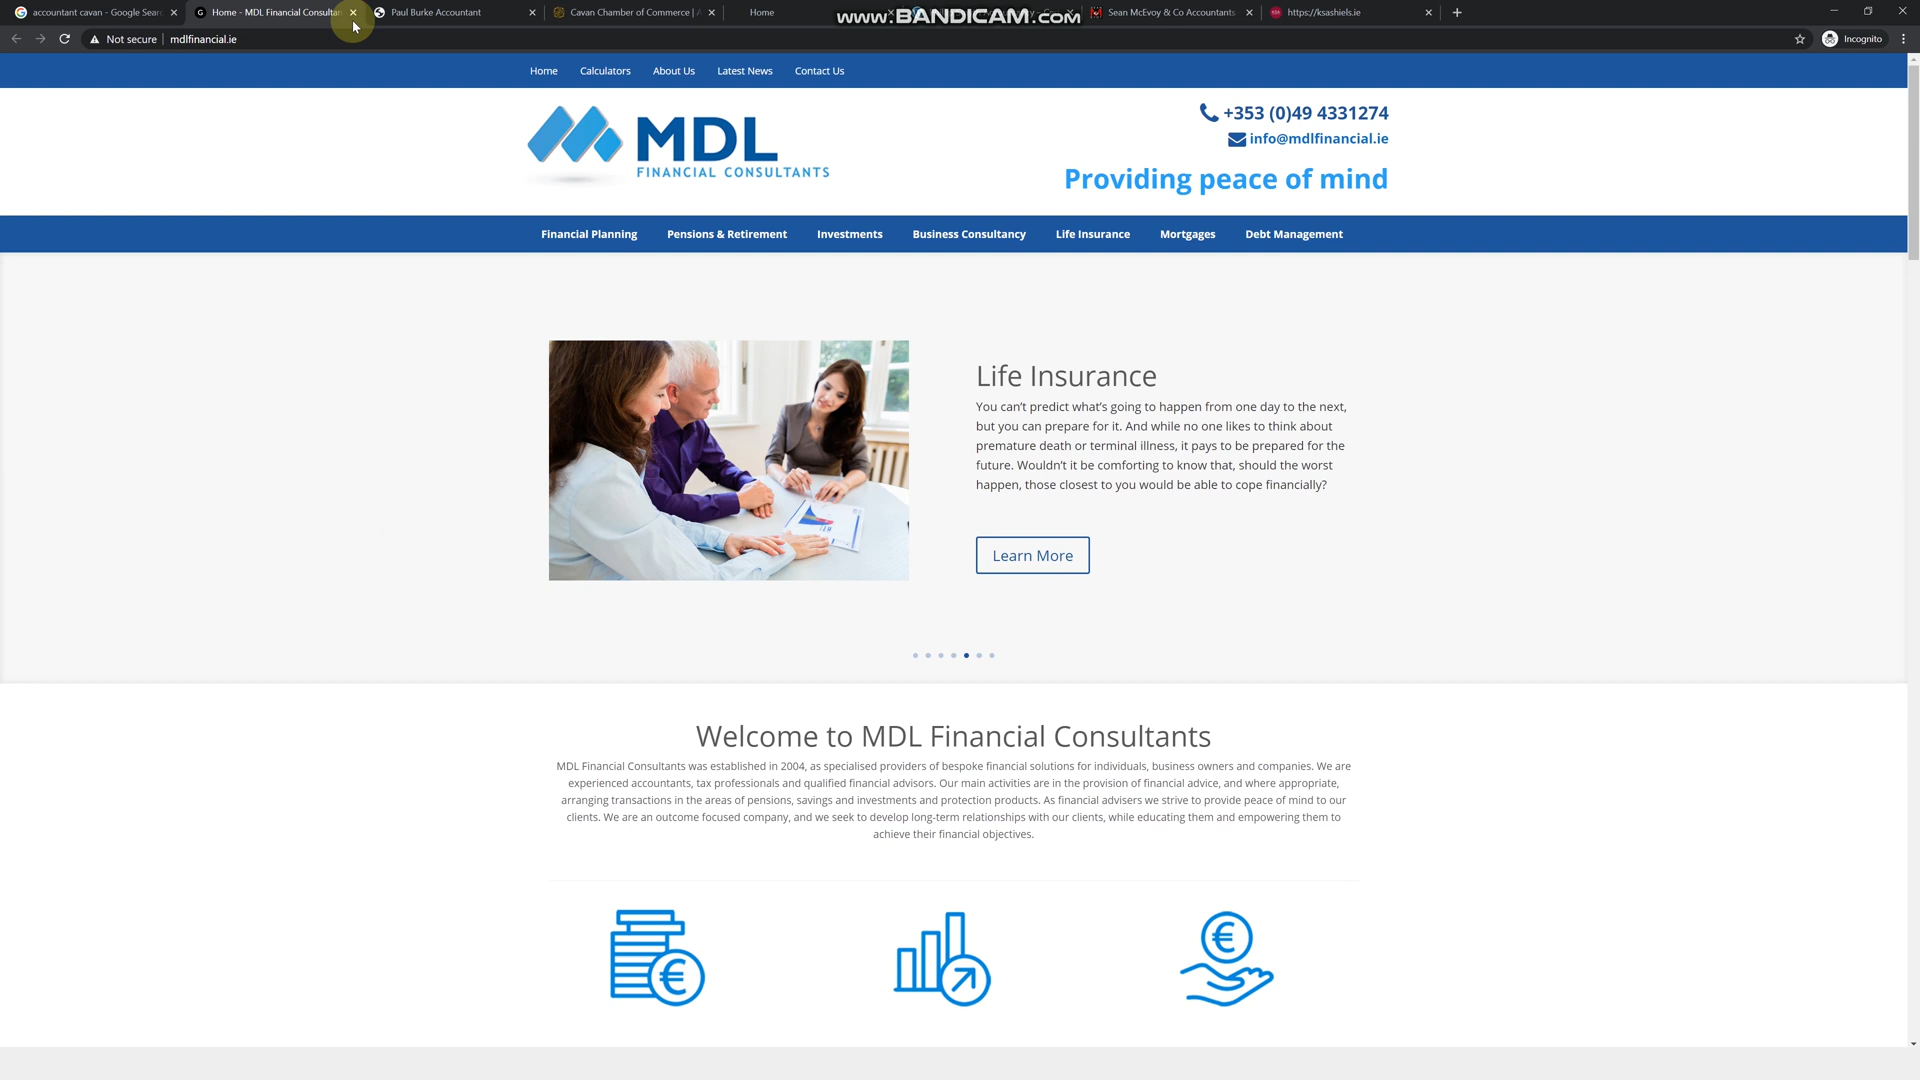 accountant cavan - Google Sear
Home - MDL Financial Consultan
Paul Burke Accountant
Cavan Chamber of Commerce | A
Home
www.BANDICAM.com
Sean McEvoy & Co Accountants
https://ksashiels.ie
Not secure
mdlfinancial.ie
Incognito
Home
Calculators
About Us
Latest News
Contact Us
MDL
FINANCIAL CONSULTANTS
+353 (0)49 4331274
info@mdlfinancial.ie
Providing peace of mind
Financial Planning
Pensions & Retirement
Investments
Business Consultancy
Life Insurance
Mortgages
Debt Management
Life Insurance
You can't predict what's going to happen from one day to the next,
but you can prepare for it. And while no one likes to think about
premature death or terminal illness, it pays to be prepared for the
future. Wouldn't it be comforting to know that, should the worst
happen, those closest to you would be able to cope financially?
Learn More
Welcome to MDL Financial Consultants
MDL Financial Consultants was established in 2004, as specialised providers of bespoke financial solutions for individuals, business owners and companies. We are
experienced accountants, tax professionals and qualified financial advisors. Our main activities are in the provision of financial advice, and where appropriate,
arranging transactions in the areas of pensions, savings and investments and protection products. As financial advisers we strive to provide peace of mind to our
clients. We are an outcome focused company, and we seek to develop long-term relationships with our clients, while educating them and empowering them to
achieve their financial objectives.